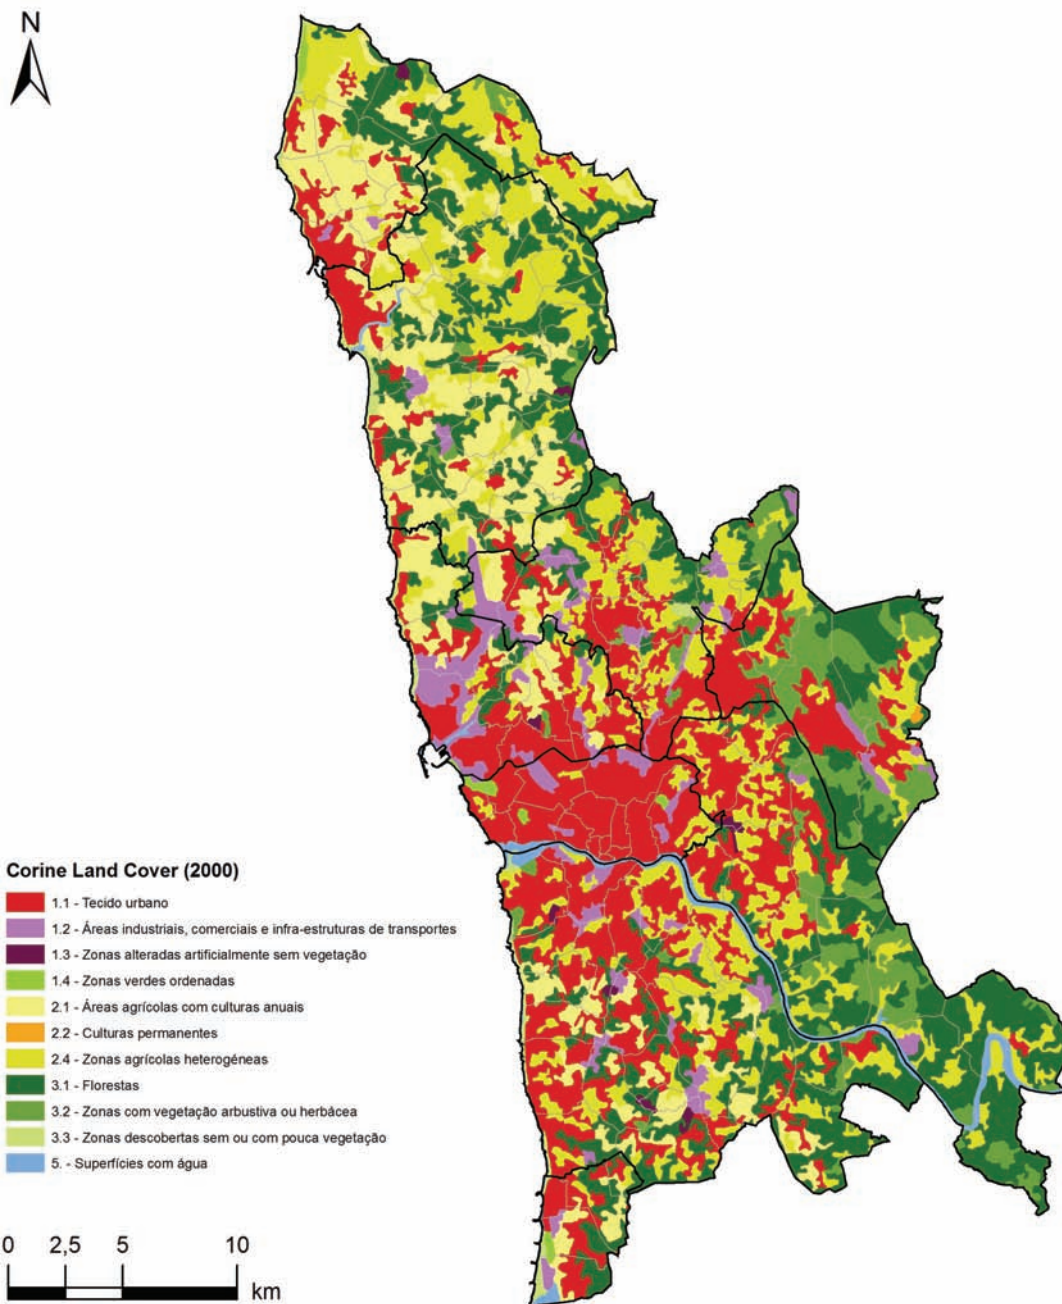 N
Corine Land Cover (2000)
1.1 - Tecido urbano
1.2 - Áreas industriais, comerciais e infra-estruturas de transportes
1.3 - Zonas alteradas artificialmente sem vegetação
1.4 - Zonas verdes ordenadas
2.1 - Áreas agrícolas com culturas anuais
2.2 - Culturas permanentes
2.4 - Zonas agrícolas heterogéneas
3.1 - Florestas
3.2 - Zonas com vegetação arbustiva ou herbácea
3.3 - Zonas descobertas sem ou com pouca vegetação
5. - Superfícies com água
0 2,5 5 10
km